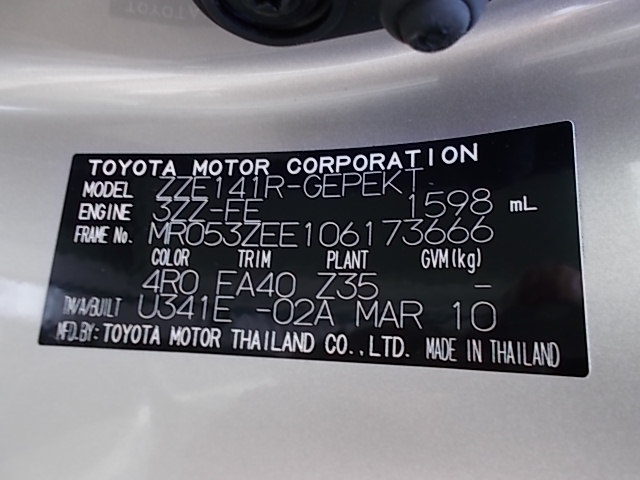 TOYOTA MOTOR CORPORATION
MODEL ZZE141R-GEPEKT
ENGINE 3ZZ-FE 1598 mL
FRAME No. MR053ZEE106173666
COLOR TRIM PLANT GVM(kg)
4R0 FA40 Z35 -
TM/A/BUILT U341E -02A MAR 10
MFD.BY: TOYOTA MOTOR THAILAND CO.,LTD. MADE IN THAILAND